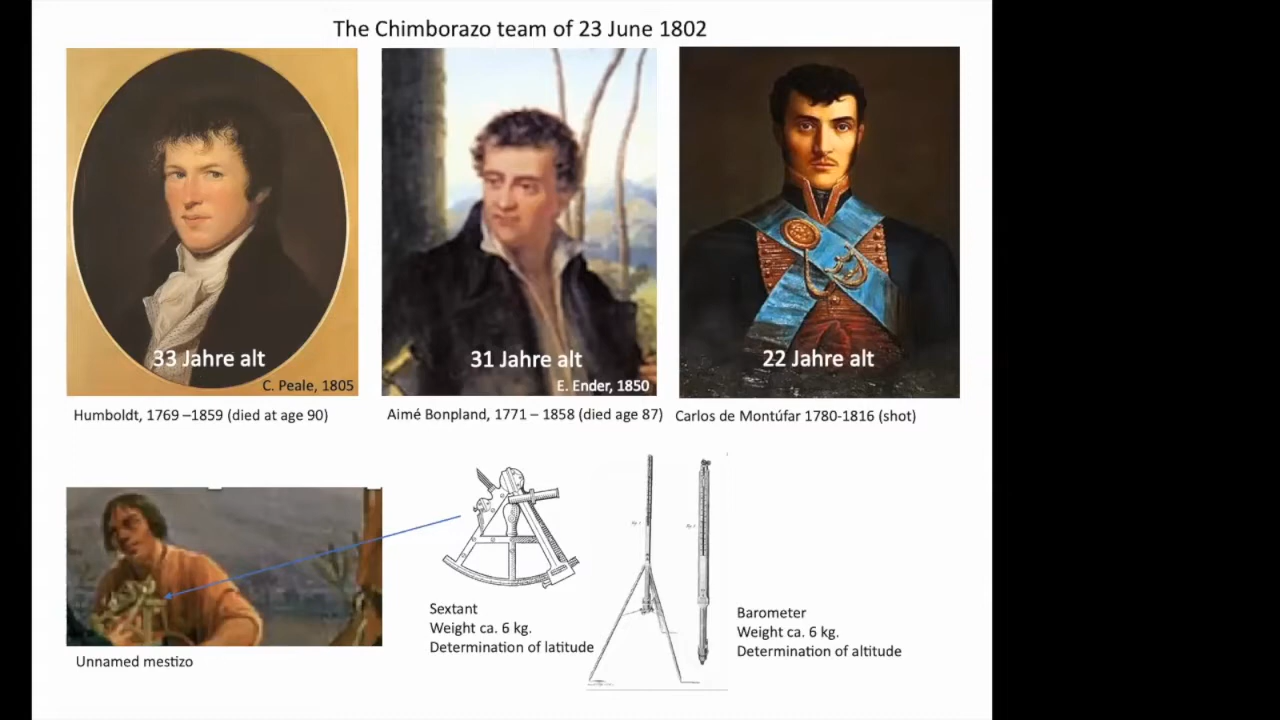 The Chimborazo team of 23 June 1802
33 Jahre alt
C. Peale, 1805
31 Jahre alt
E. Ender, 1850
22 Jahre alt
Humboldt, 1769 –1859 (died at age 90)
Aimé Bonpland, 1771 – 1858 (died age 87)
Carlos de Montúfar 1780-1816 (shot)
Unnamed mestizo
Sextant
Weight ca. 6 kg.
Determination of latitude
Barometer
Weight ca. 6 kg.
Determination of altitude